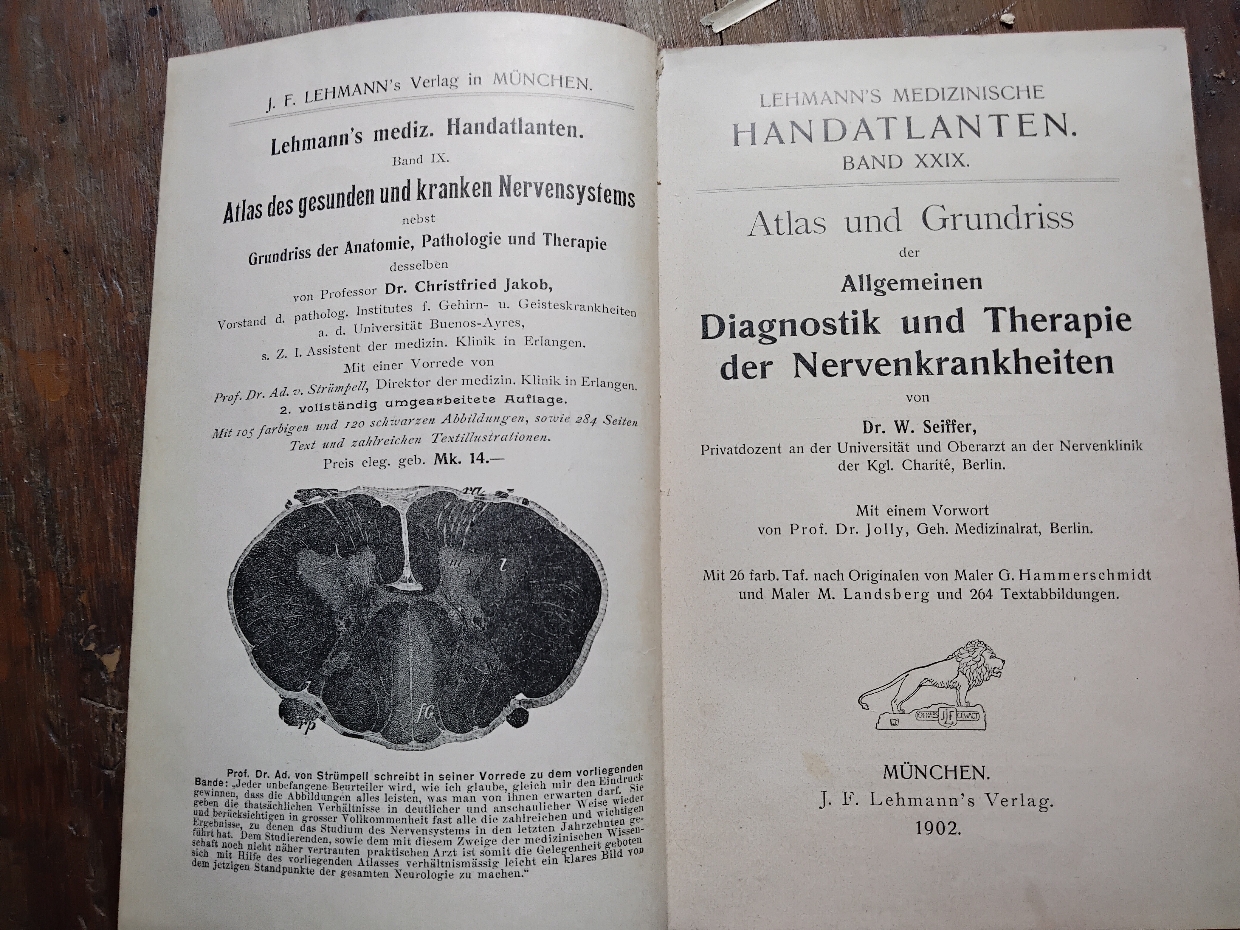 J. F. LEHMANN's Verlag in MÜNCHEN.
Lehmann's mediz. Handatlanten.
Band IX.
Atlas des gesunden und kranken Nervensystems
nebst
Grundriss der Anatomie, Pathologie und Therapie
desselben
von Professor Dr. Christfried Jakob,
Vorstand d. patholog. Institutes f. Gehirn- u. Geisteskrankheiten
a. d. Universität Buenos-Ayres,
s. Z. I. Assistent der medizin. Klinik in Erlangen.
Mit einer Vorrede von
Prof. Dr. Ad. v. Strümpell, Direktor der medizin. Klinik in Erlangen.
2. vollständig umgearbeitete Auflage.
Mit 105 farbigen und 120 schwarzen Abbildungen, sowie 284 Seiten
Text und zahlreichen Textillustrationen.
Preis eleg. geb. Mk. 14.—
ra
m
l
fG
rp
Prof. Dr. Ad. von Strümpell schreibt in seiner Vorrede zu dem vorliegenden
Bande: „Jeder unbefangene Beurteiler wird, wie ich glaube, gleich mir den Eindruck
gewinnen, dass die Abbildungen alles leisten, was man von ihnen erwarten darf. Sie
geben die thatsächlichen Verhältnisse in deutlicher und anschaulicher Weise wieder
und berücksichtigen in grosser Vollkommenheit fast alle die zahlreichen und wichtigen
Ergebnisse, zu denen das Studium des Nervensystems in den letzten Jahrzehnten ge-
führt hat. Dem Studierenden, sowie dem mit diesem Zweige der medizinischen Wissen-
schaft noch nicht näher vertrauten praktischen Arzt ist somit die Gelegenheit geboten
sich mit Hilfe des vorliegenden Atlasses verhältnismässig leicht ein klares Bild von
dem jetzigen Standpunkte der gesamten Neurologie zu machen.“
LEHMANN'S MEDIZINISCHE
HANDATLANTEN.
BAND XXIX.
Atlas und Grundriss
der
Allgemeinen
Diagnostik und Therapie
der Nervenkrankheiten
von
Dr. W. Seiffer,
Privatdozent an der Universität und Oberarzt an der Nervenklinik
der Kgl. Charité, Berlin.
Mit einem Vorwort
von Prof. Dr. Jolly, Geh. Medizinalrat, Berlin.
Mit 26 farb. Taf. nach Originalen von Maler G. Hammerschmidt
und Maler M. Landsberg und 264 Textabbildungen.
MÜNCHEN.
J. F. Lehmann's Verlag.
1902.